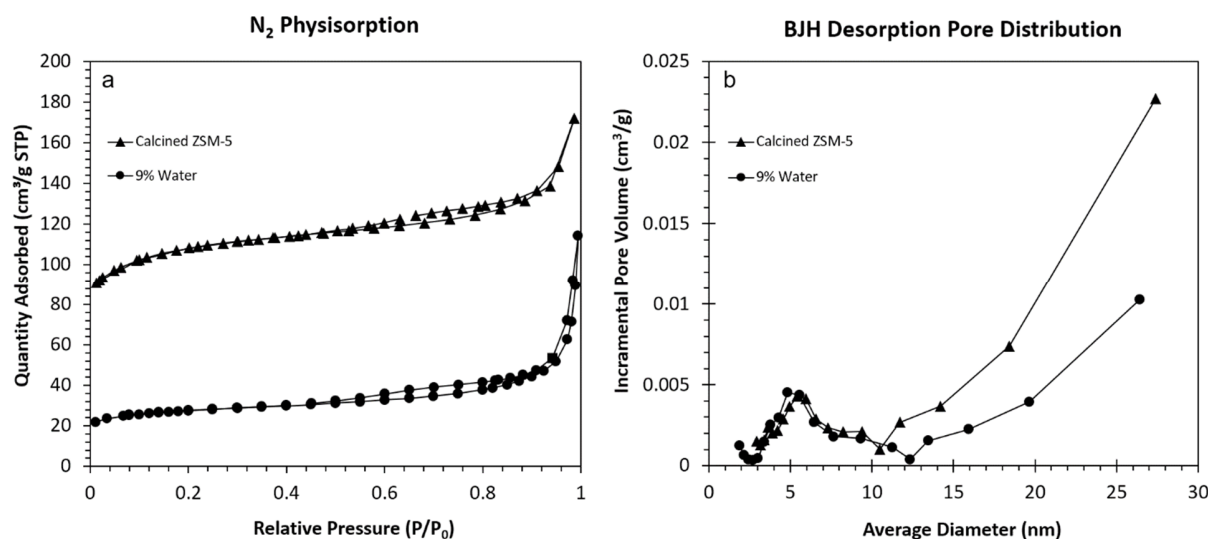 N₂ Physisorption
a
Quantity Adsorbed (cm³/g STP)
200
180
160
140
120
100
80
60
40
20
0
Calcined ZSM-5
9% Water
0
0.2
0.4
0.6
0.8
1
Relative Pressure (P/P₀)
BJH Desorption Pore Distribution
b
Incramental Pore Volume (cm³/g)
0.025
0.02
0.015
0.01
0.005
0
Calcined ZSM-5
9% Water
0
5
10
15
20
25
30
Average Diameter (nm)